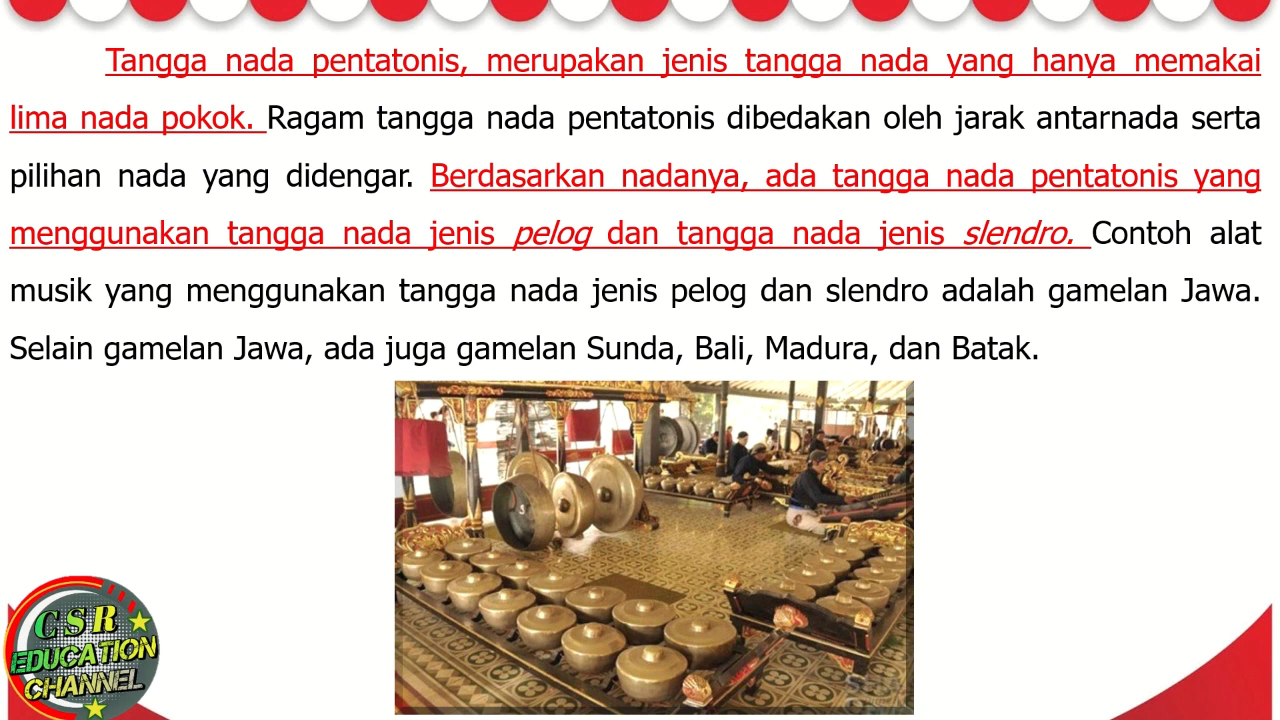 Tangga nada pentatonis, merupakan jenis tangga nada yang hanya memakai
lima nada pokok. Ragam tangga nada pentatonis dibedakan oleh jarak antarnada serta
pilihan nada yang didengar. Berdasarkan nadanya, ada tangga nada pentatonis yang
menggunakan tangga nada jenis pelog dan tangga nada jenis slendro. Contoh alat
musik yang menggunakan tangga nada jenis pelog dan slendro adalah gamelan Jawa.
Selain gamelan Jawa, ada juga gamelan Sunda, Bali, Madura, dan Batak.
5
CSR
EDUCATION
CHANNEL